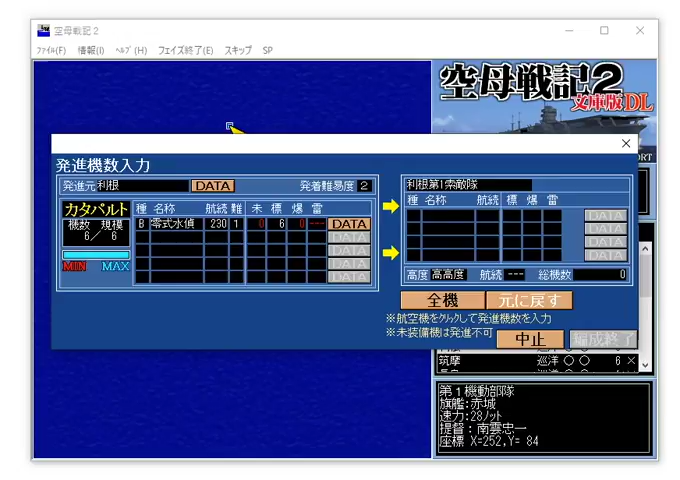 空母戦記２
ﾌｧｲﾙ(F) 情報(I) ﾍﾙﾌﾟ(H) フェイズ終了(E) スキップ SP
空母戦記2
文庫版DL
発進機数入力
発進元 利根 DATA 発着難易度 2
カタパルト
機数 規模
6／ 6
MIN MAX
種 名称 航続 難 未 標 爆 雷
B 零式水偵 230 1 0 6 0 --- DATA
DATA
DATA
DATA
DATA
利根第1索敵隊
種 名称 航続 標 爆 雷
DATA
DATA
DATA
DATA
高度 高高度 航続 --- 総機数 0
全機 元に戻す
※航空機をｸﾘｯｸして発進機数を入力
※未装備機は発進不可
中止 編成終了
筑摩 巡洋 〇 〇 6 ×
第１機動部隊
旗艦:赤城
速力:28ﾉｯﾄ
提督：南雲忠一
座標 X=252,Y= 84